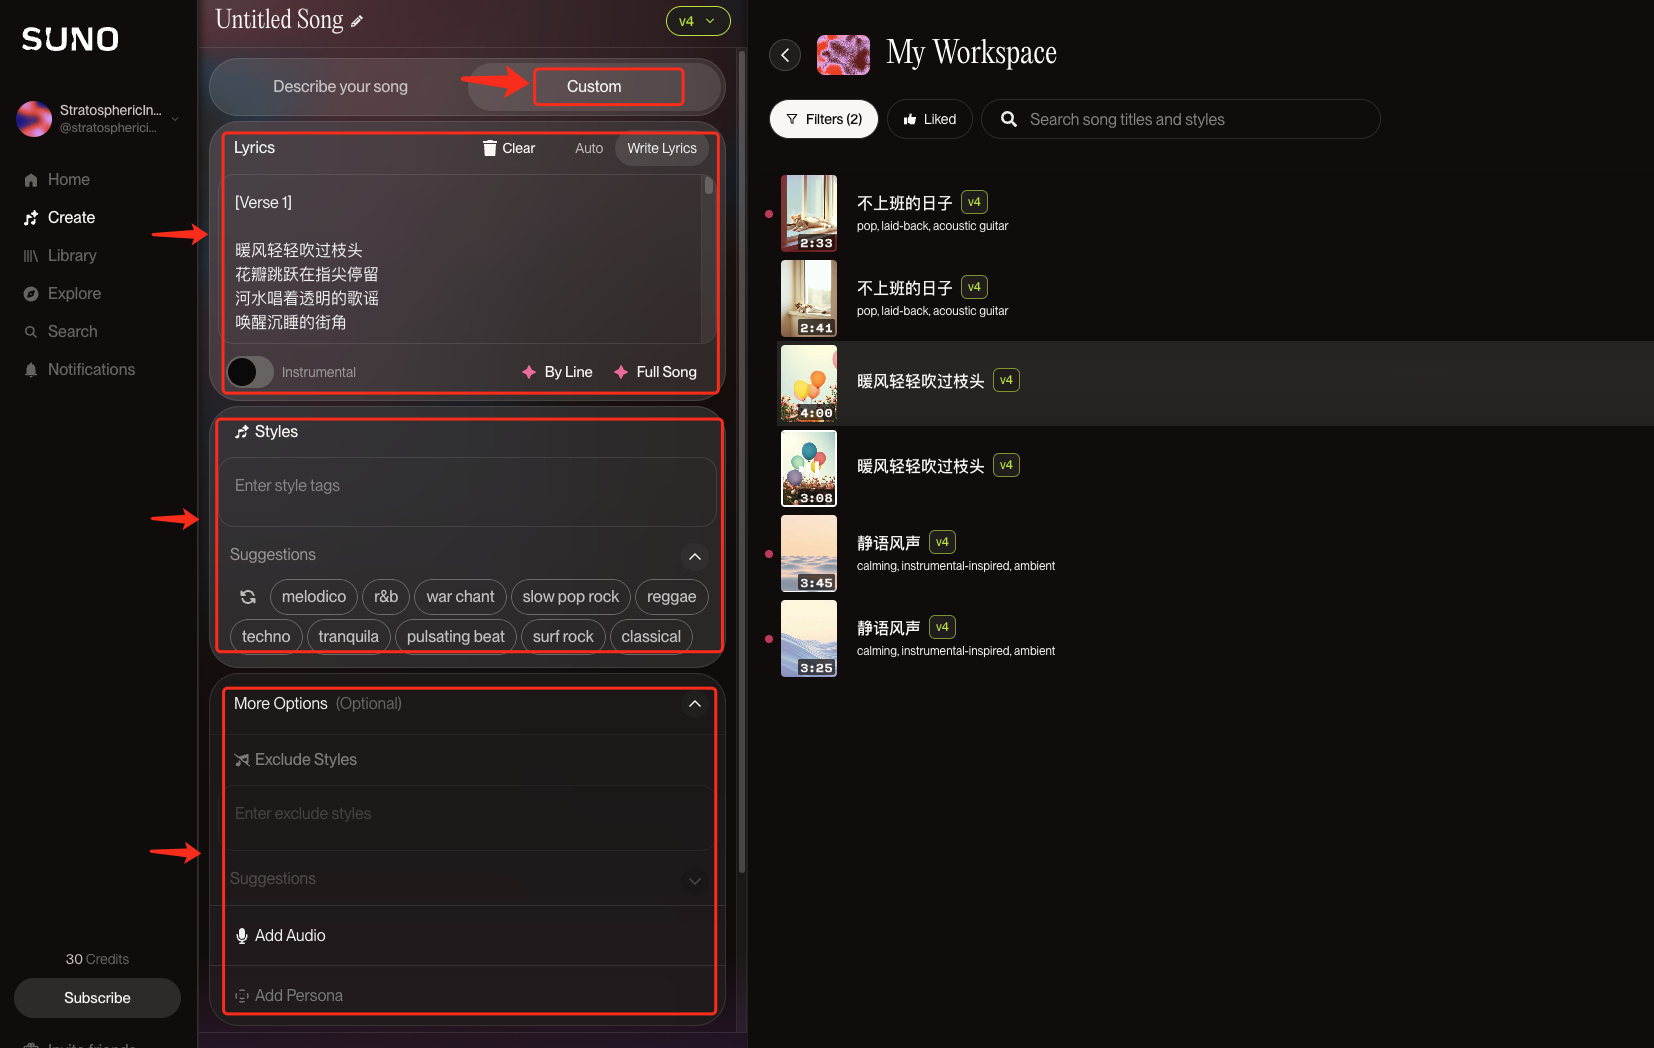 SUNO
StratosphericIn...
@stratospherici...
Home
Create
Library
Explore
Search
Notifications
30 Credits
Subscribe
Untitled Song
v4
Describe your song
Custom
Lyrics
Clear
Auto
Write Lyrics
[Verse 1]
暖风轻轻吹过枝头
花瓣跳跃在指尖停留
河水唱着透明的歌谣
唤醒沉睡的街角
Instrumental
By Line
Full Song
Styles
Enter style tags
Suggestions
melodico
r&b
war chant
slow pop rock
reggae
techno
tranquila
pulsating beat
surf rock
classical
More Options (Optional)
Exclude Styles
Enter exclude styles
Suggestions
Add Audio
Add Persona
My Workspace
Filters (2)
Liked
Search song titles and styles
2:33
不上班的日子 v4
pop, laid-back, acoustic guitar
2:41
不上班的日子 v4
pop, laid-back, acoustic guitar
4:00
暖风轻轻吹过枝头 v4
3:08
暖风轻轻吹过枝头 v4
3:45
静语风声 v4
calming, instrumental-inspired, ambient
3:25
静语风声 v4
calming, instrumental-inspired, ambient